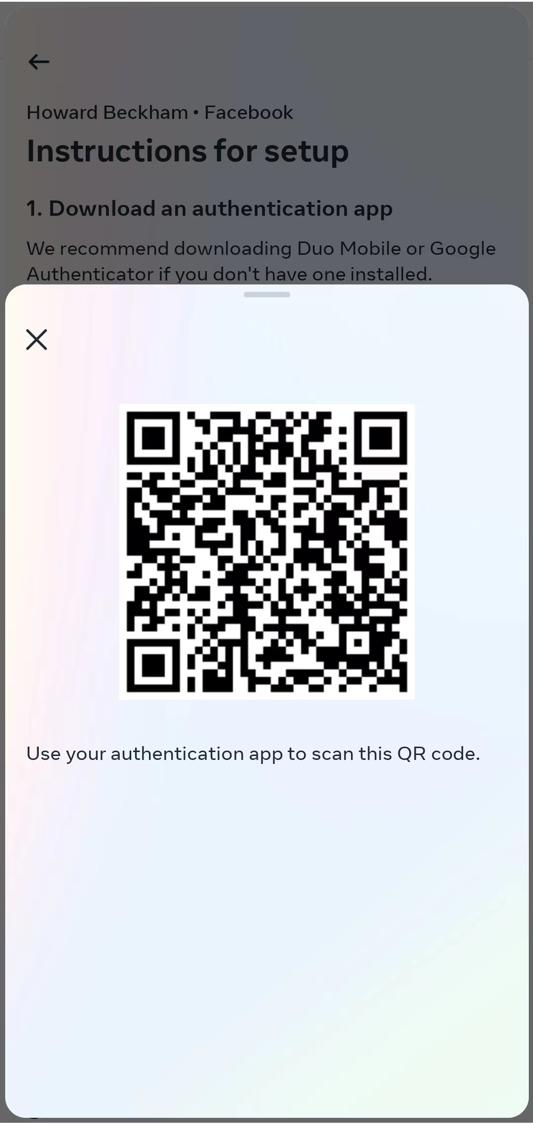 Howard Beckham • Facebook
Instructions for setup
1. Download an authentication app
We recommend downloading Duo Mobile or Google
Authenticator if you don't have one installed.
Use your authentication app to scan this QR code.